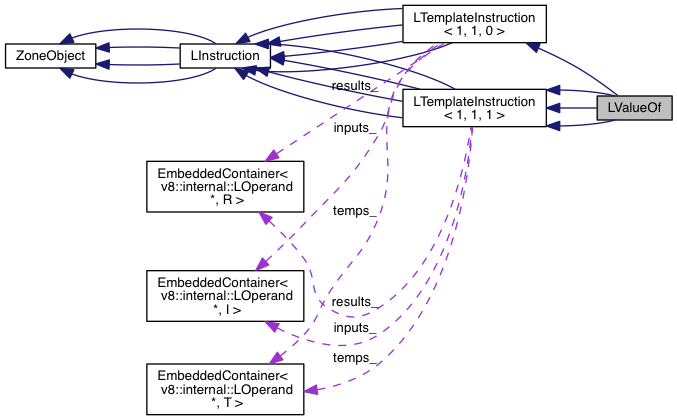 LTemplateInstruction
< 1, 1, 0 >
ZoneObject
LInstruction
results_
LTemplateInstruction
< 1, 1, 1 >
LValueOf
inputs_
EmbeddedContainer<
v8::internal::LOperand
*, R >
temps_
EmbeddedContainer<
v8::internal::LOperand
*, I >
results_
inputs_
temps_
EmbeddedContainer<
v8::internal::LOperand
*, T >